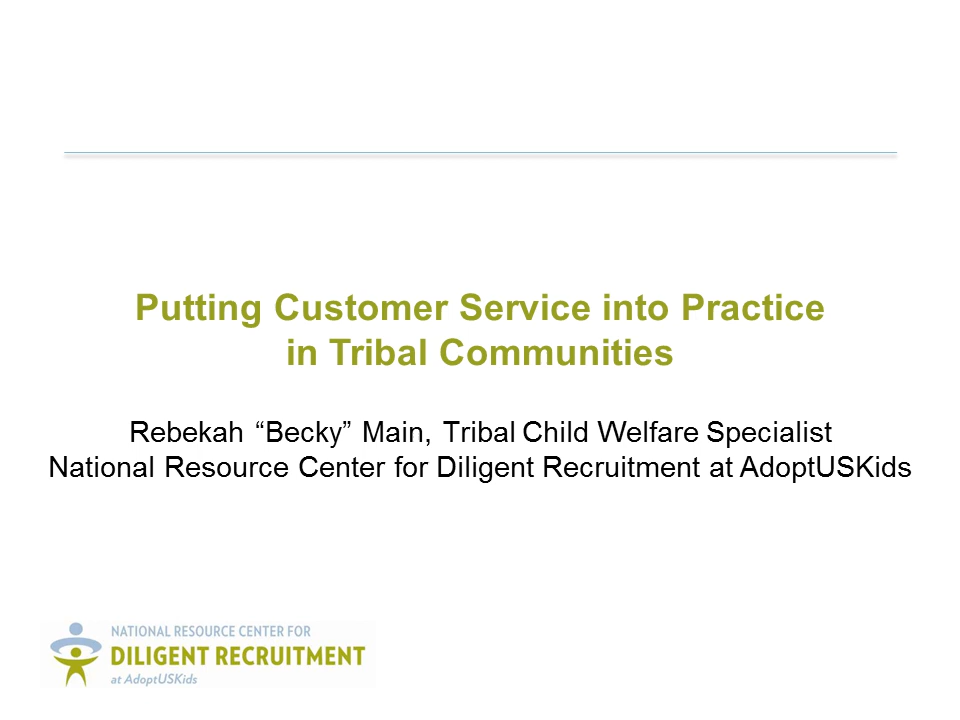 Putting Customer Service into Practice
in Tribal Communities
Rebekah “Becky” Main, Tribal Child Welfare Specialist
National Resource Center for Diligent Recruitment at AdoptUSKids
NATIONAL RESOURCE CENTER FOR
DILIGENT RECRUITMENT
at AdoptUSKids